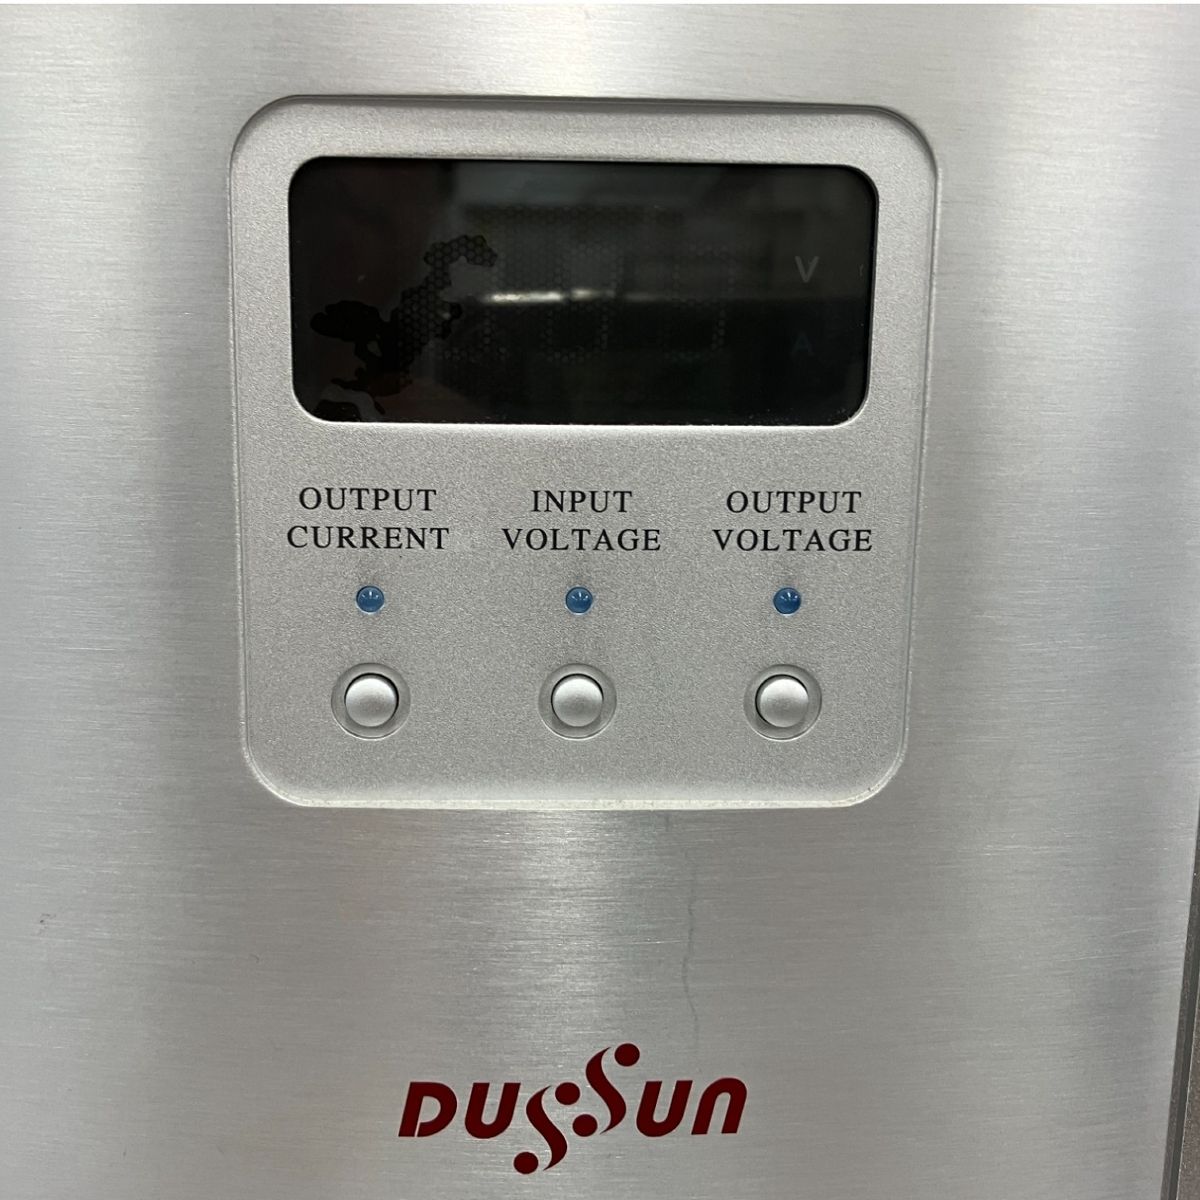 V
A
OUTPUT CURRENT
INPUT VOLTAGE
OUTPUT VOLTAGE
DUSSUN